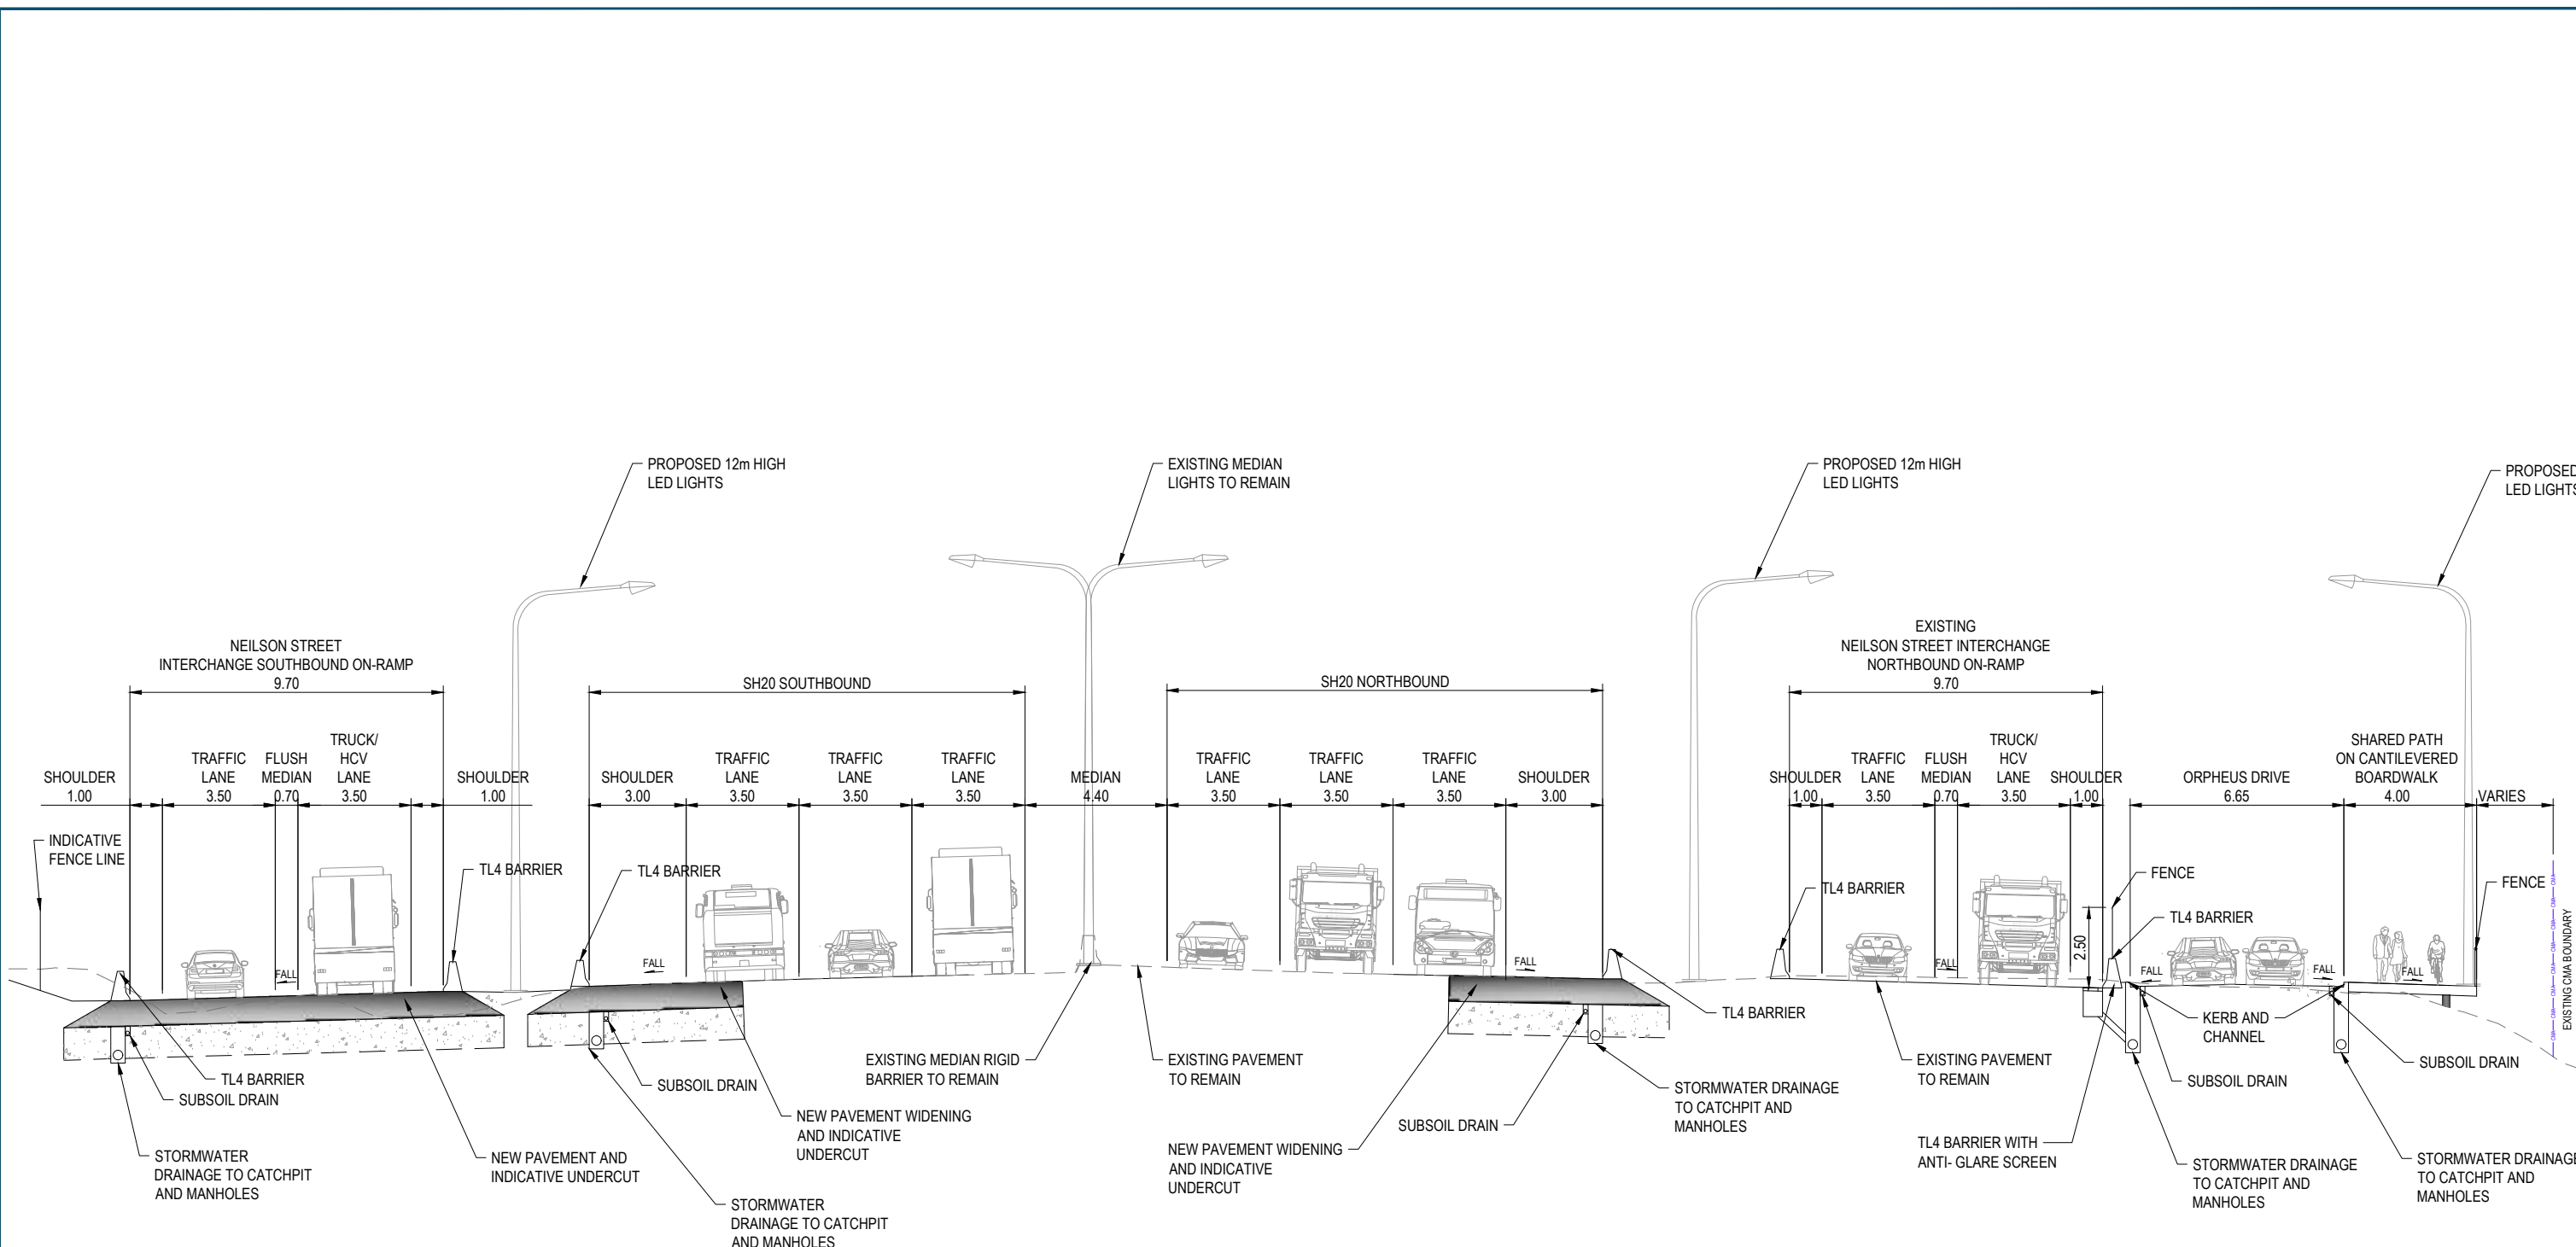 PROPOSED 12m HIGH
LED LIGHTS
EXISTING MEDIAN
LIGHTS TO REMAIN
PROPOSED 12m HIGH
LED LIGHTS
PROPOSED
LED LIGHTS
NEILSON STREET
INTERCHANGE SOUTHBOUND ON-RAMP
9.70
SH20 SOUTHBOUND
SH20 NORTHBOUND
EXISTING
NEILSON STREET INTERCHANGE
NORTHBOUND ON-RAMP
9.70
SHOULDER
1.00
TRAFFIC
LANE
3.50
FLUSH
MEDIAN
0.70
TRUCK/
HCV
LANE
3.50
SHOULDER
1.00
SHOULDER
3.00
TRAFFIC
LANE
3.50
TRAFFIC
LANE
3.50
TRAFFIC
LANE
3.50
MEDIAN
4.40
TRAFFIC
LANE
3.50
TRAFFIC
LANE
3.50
TRAFFIC
LANE
3.50
SHOULDER
3.00
SHOULDER
1.00
TRAFFIC
LANE
3.50
FLUSH
MEDIAN
0.70
TRUCK/
HCV
LANE
3.50
SHOULDER
1.00
ORPHEUS DRIVE
6.65
SHARED PATH
ON CANTILEVERED
BOARDWALK
4.00
VARIES
INDICATIVE
FENCE LINE
TL4 BARRIER
TL4 BARRIER
TL4 BARRIER
FENCE
TL4 BARRIER
FENCE
2.50
FALL
FALL
FALL
FALL
FALL
FALL
FALL
CMA
CMA
CMA
CMA
CMA
CMA
CMA
EXISTING CMA BOUNDARY
TL4 BARRIER
SUBSOIL DRAIN
STORMWATER
DRAINAGE TO CATCHPIT
AND MANHOLES
NEW PAVEMENT AND
INDICATIVE UNDERCUT
SUBSOIL DRAIN
NEW PAVEMENT WIDENING
AND INDICATIVE
UNDERCUT
STORMWATER
DRAINAGE TO CATCHPIT
AND MANHOLES
EXISTING MEDIAN RIGID
BARRIER TO REMAIN
EXISTING PAVEMENT
TO REMAIN
NEW PAVEMENT WIDENING
AND INDICATIVE
UNDERCUT
SUBSOIL DRAIN
TL4 BARRIER
STORMWATER DRAINAGE
TO CATCHPIT AND
MANHOLES
EXISTING PAVEMENT
TO REMAIN
TL4 BARRIER WITH
ANTI- GLARE SCREEN
KERB AND
CHANNEL
SUBSOIL DRAIN
STORMWATER DRAINAGE
TO CATCHPIT AND
MANHOLES
SUBSOIL DRAIN
STORMWATER DRAINAGE
TO CATCHPIT AND
MANHOLES